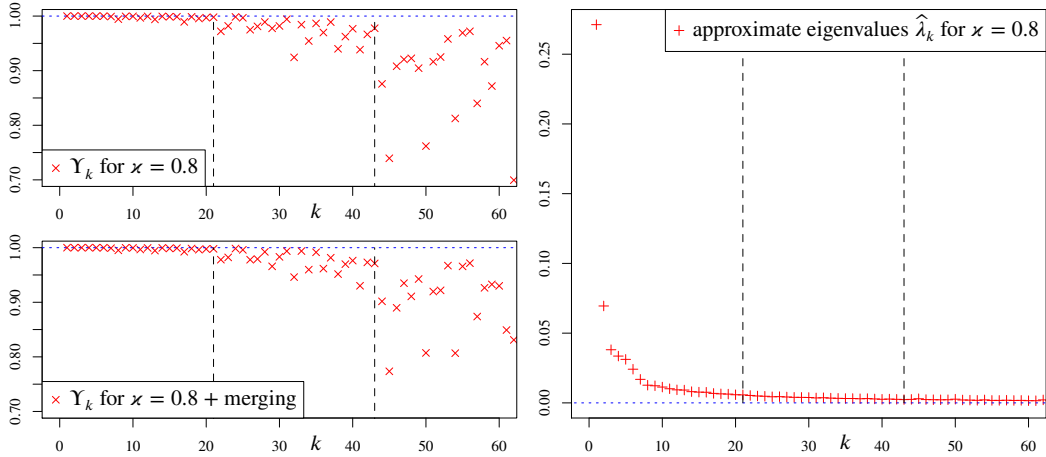 1.00
0.90
0.80
0.70
ϒk for ϰ = 0.8
0 10 20 30 40 50 60
k
1.00
0.90
0.80
0.70
ϒk for ϰ = 0.8 + merging
0 10 20 30 40 50 60
k
approximate eigenvalues λ̂k for ϰ = 0.8
0.25
0.20
0.15
0.10
0.05
0.00
0 10 20 30 40 50 60
k